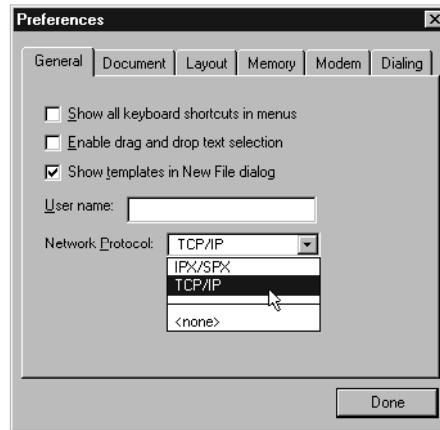 Preferences
General Document Layout Memory Modem Dialing
Show all keyboard shortcuts in menus
Enable drag and drop text selection
Show templates in New File dialog
User name:
Network Protocol: TCP/IP
IPX/SPX
TCP/IP
<none>
Done